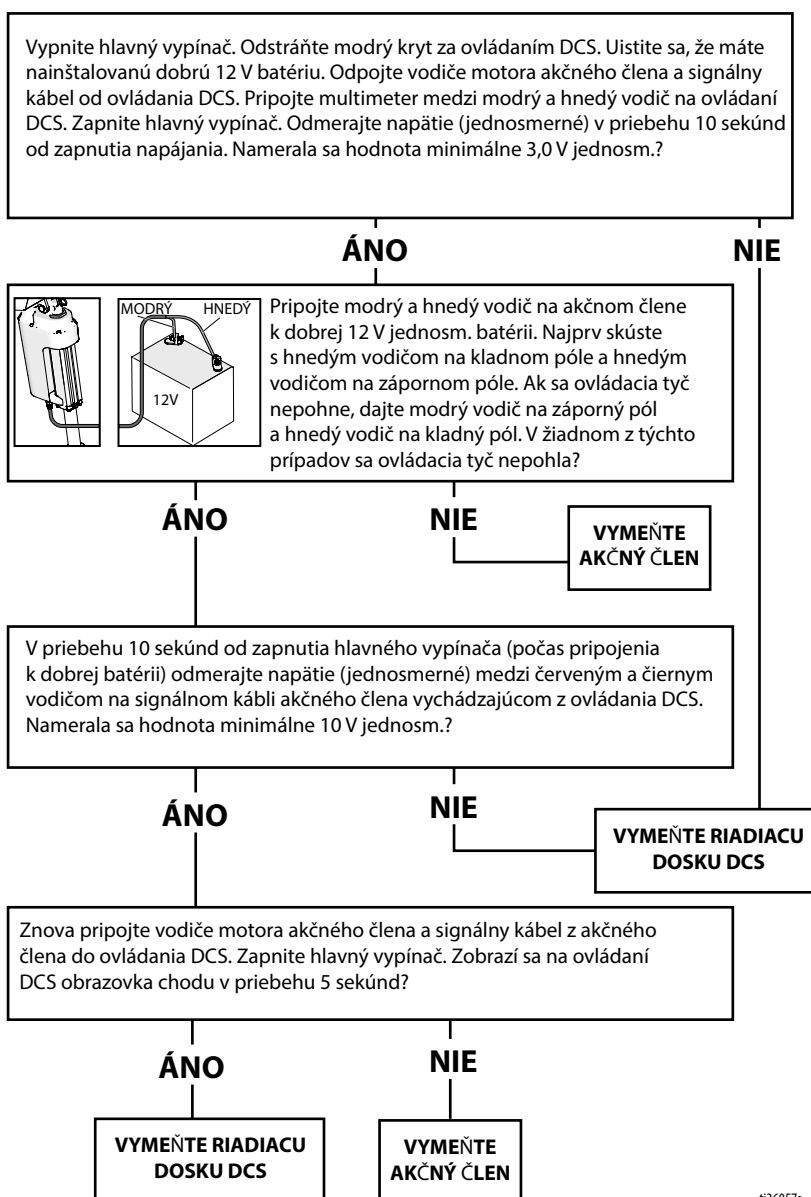 Vypnite hlavný vypínač. Odstráňte modrý kryt za ovládaním DCS. Uistite sa, že máte
nainštalovanú dobrú 12 V batériu. Odpojte vodiče motora akčného člena a signálny
kábel od ovládania DCS. Pripojte multimeter medzi modrý a hnedý vodič na ovládaní
DCS. Zapnite hlavný vypínač. Odmerajte napätie (jednosmerné) v priebehu 10 sekúnd
od zapnutia napájania. Namerala sa hodnota minimálne 3,0 V jednosm.?
ÁNO
NIE
MODRÝ
HNEDÝ
12V
Pripojte modrý a hnedý vodič na akčnom člene
k dobrej 12 V jednosm. batérii. Najprv skúste
s hnedým vodičom na kladnom póle a hnedým
vodičom na zápornom póle. Ak sa ovládacia tyč
nepohne, dajte modrý vodič na záporný pól
a hnedý vodič na kladný pól. V žiadnom z týchto
prípadov sa ovládacia tyč nepohla?
ÁNO
NIE
VYMEŇTE
AKČNÝ ČLEN
V priebehu 10 sekúnd od zapnutia hlavného vypínača (počas pripojenia
k dobrej batérii) odmerajte napätie (jednosmerné) medzi červeným a čiernym
vodičom na signálnom kábli akčného člena vychádzajúcom z ovládania DCS.
Namerala sa hodnota minimálne 10 V jednosm.?
ÁNO
NIE
VYMEŇTE RIADIACU
DOSKU DCS
Znova pripojte vodiče motora akčného člena a signálny kábel z akčného
člena do ovládania DCS. Zapnite hlavný vypínač. Zobrazí sa na ovládaní
DCS obrazovka chodu v priebehu 5 sekúnd?
ÁNO
NIE
VYMEŇTE RIADIACU
DOSKU DCS
VYMEŇTE
AKČNÝ ČLEN